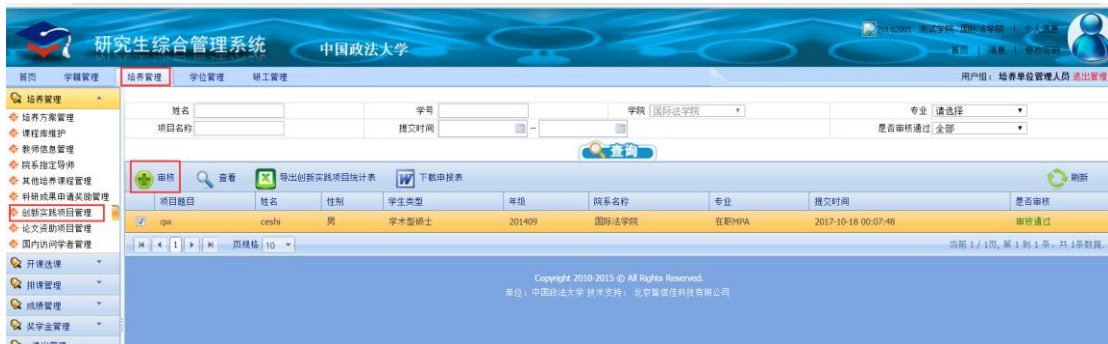 研究生综合管理系统 中国政法大学
20162001 测试学院 国际法学院 | 个人信息
首页 | 消息 | 修改密码
首页 学籍管理 培养管理 学位管理 研工管理 用户组：培养单位管理人员 退出管理
培养管理
培养方案管理
课程库维护
教师信息管理
院系指定导师
其他培养课程管理
科研成果申请奖励管理
创新实践项目管理
论文资助项目管理
国内访问学者管理
开课选课
排课管理
成绩管理
奖学金管理
姓名 学号 学院 国际法学院 专业 请选择
项目名称 提交时间 - 是否审核通过 全部
查询
审核 查看 导出创新实践项目统计表 下载申报表 刷新
项目题目 姓名 性别 学生类型 年级 院系名称 专业 提交时间 是否审核
qw ceshi 男 学术型硕士 201409 国际法学院 在职MPA 2017-10-18 00:07:48 审核通过
1 页规格 10 当前 1 / 1页, 第 1 到 1 条, 共 1条数据.
Copyright 2010-2015 © All Rights Reserved.
单位：中国政法大学 技术支持：北京智信佳科技有限公司